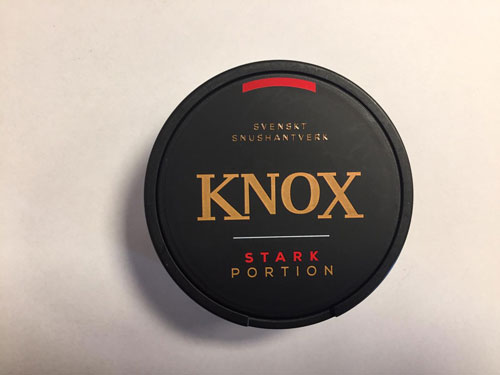 SVENSKT
SNUSHANTVERK
KNOX
STARK
PORTION